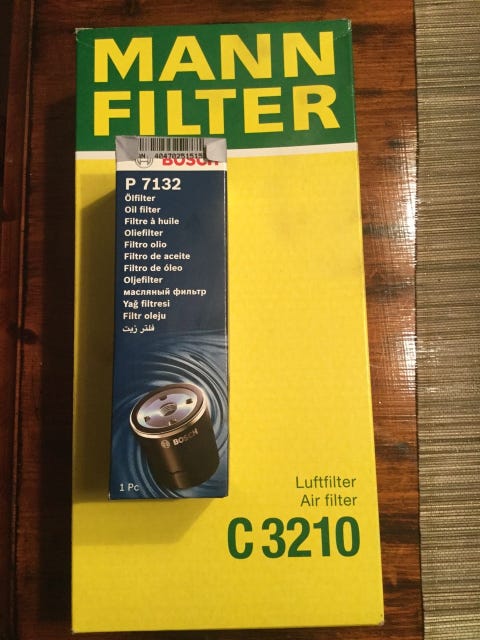 MANN
FILTER
4047025151
BOSCH
P 7132
Ölfilter
Oil filter
Filtre à huile
Oliefilter
Filtro olio
Filtro de aceite
Filtro de óleo
Oljefilter
масляный фильтр
Yağ filtresi
Filtr oleju
فلتر زيت
BOSCH
1 Pc.
Luftfilter
Air filter
C 3210